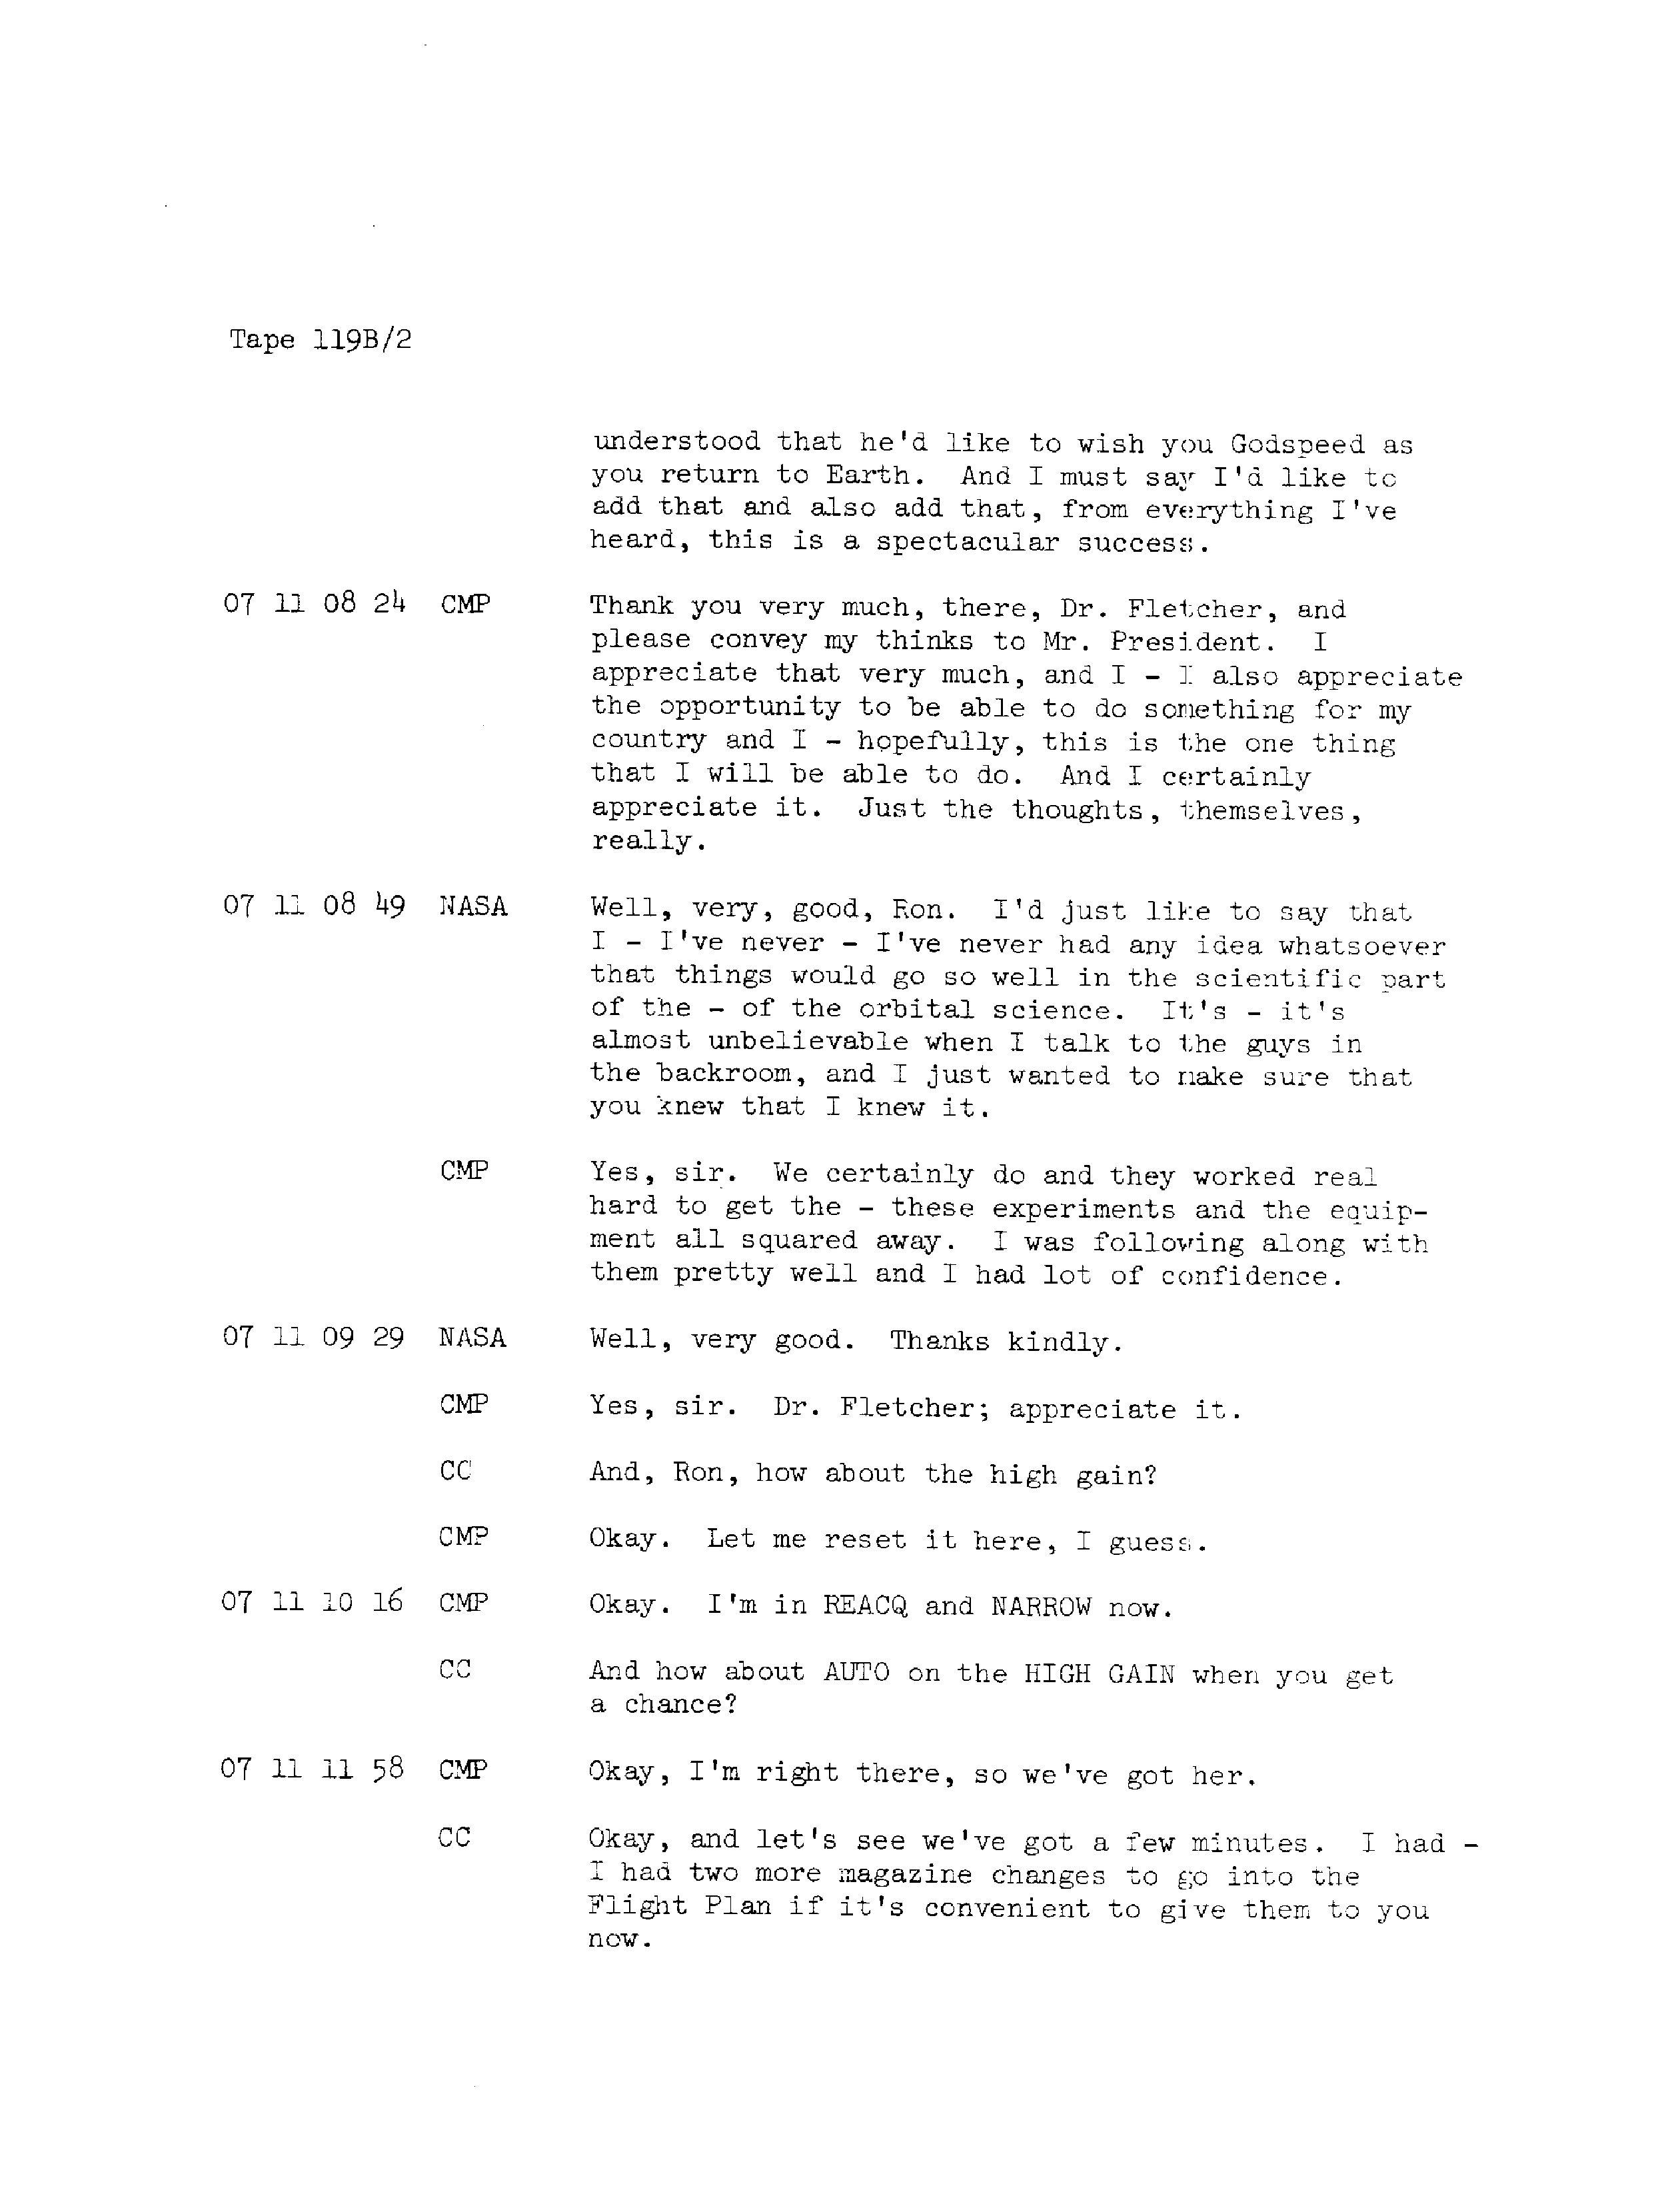 Tape 119B/2
understood that he'd like to wish you Godspeed as
you return to Earth. And I must say I'd like to
add that and also add that, from everything I've
heard, this is a spectacular success.
07 11 08 24 CMP Thank you very much, there, Dr. Fletcher, and
please convey my thinks to Mr. President. I
appreciate that very much, and I - I also appreciate
the opportunity to be able to do something for my
country and I - hopefully, this is the one thing
that I will be able to do. And I certainly
appreciate it. Just the thoughts, themselves,
really.
07 11 08 49 NASA Well, very, good, Ron. I'd just like to say that
I - I've never - I've never had any idea whatsoever
that things would go so well in the scientific part
of the - of the orbital science. It's - it's
almost unbelievable when I talk to the guys in
the backroom, and I just wanted to make sure that
you knew that I knew it.
CMP Yes, sir. We certainly do and they worked real
hard to get the - these experiments and the equip-
ment all squared away. I was following along with
them pretty well and I had lot of confidence.
07 11 09 29 NASA Well, very good. Thanks kindly.
CMP Yes, sir. Dr. Fletcher; appreciate it.
CC And, Ron, how about the high gain?
CMP Okay. Let me reset it here, I guess.
07 11 10 16 CMP Okay. I'm in REACQ and NARROW now.
CC And how about AUTO on the HIGH GAIN when you get
a chance?
07 11 11 58 CMP Okay, I'm right there, so we've got her.
CC Okay, and let's see we've got a few minutes. I had -
I had two more magazine changes to go into the
Flight Plan if it's convenient to give them to you
now.